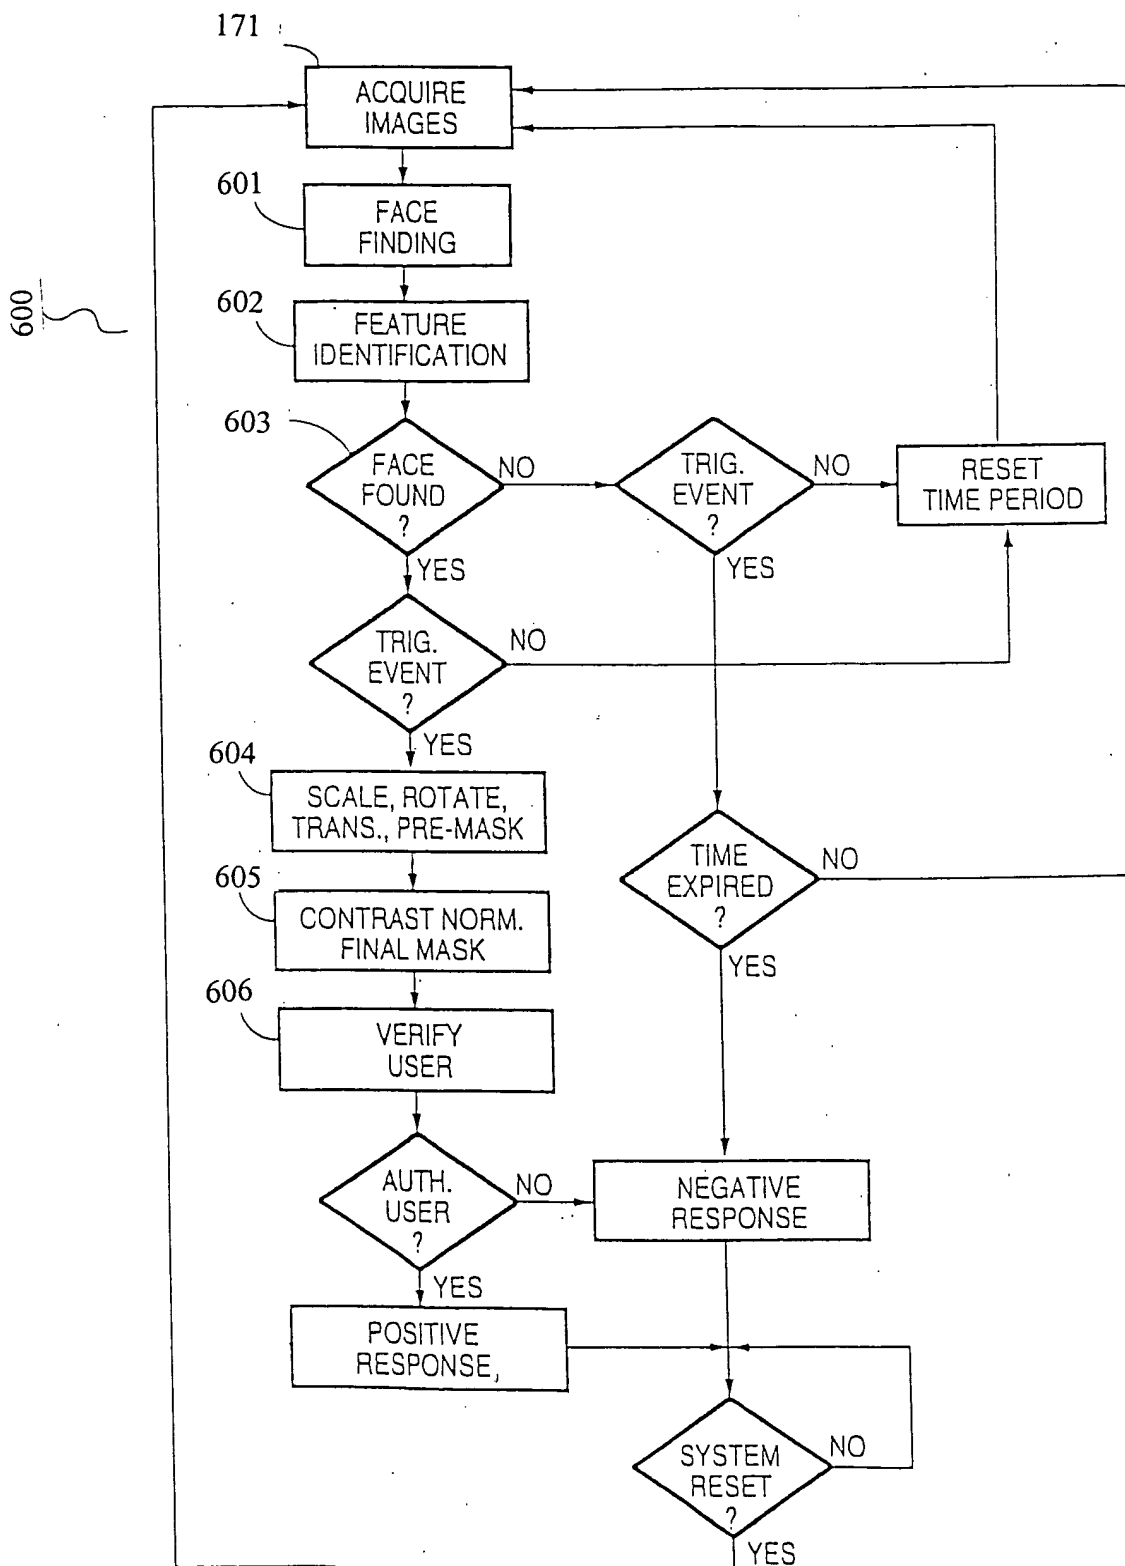 171
ACQUIRE
IMAGES
601
FACE
FINDING
600
602
FEATURE
IDENTIFICATION
603
FACE
FOUND
?
NO
TRIG.
EVENT
?
NO
RESET
TIME PERIOD
YES
YES
TRIG.
EVENT
?
NO
YES
604
SCALE, ROTATE,
TRANS., PRE-MASK
TIME
EXPIRED
?
NO
605
CONTRAST NORM.
FINAL MASK
YES
606
VERIFY
USER
AUTH.
USER
?
NO
NEGATIVE
RESPONSE
YES
POSITIVE
RESPONSE,
SYSTEM
RESET
?
NO
YES